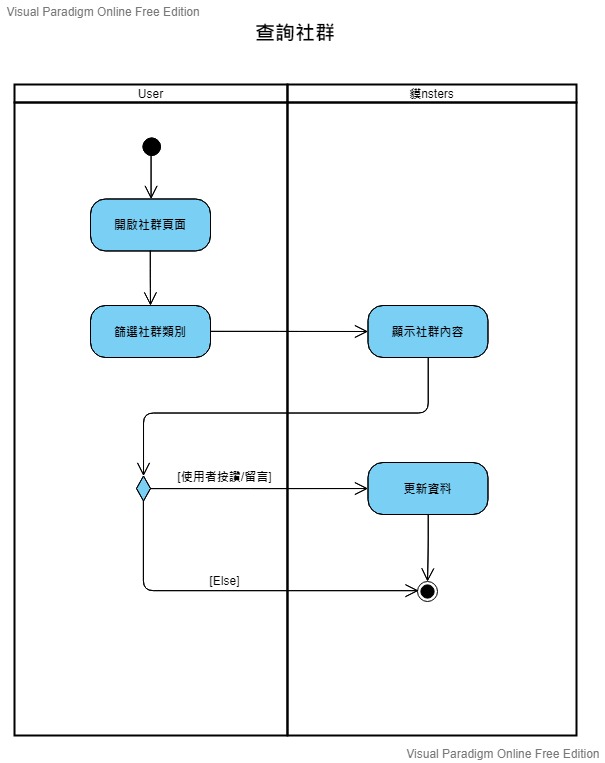 Visual Paradigm Online Free Edition
查詢社群
User
貘nsters
開啟社群頁面
篩選社群類別
顯示社群內容
[使用者按讚/留言]
更新資料
[Else]
Visual Paradigm Online Free Edition